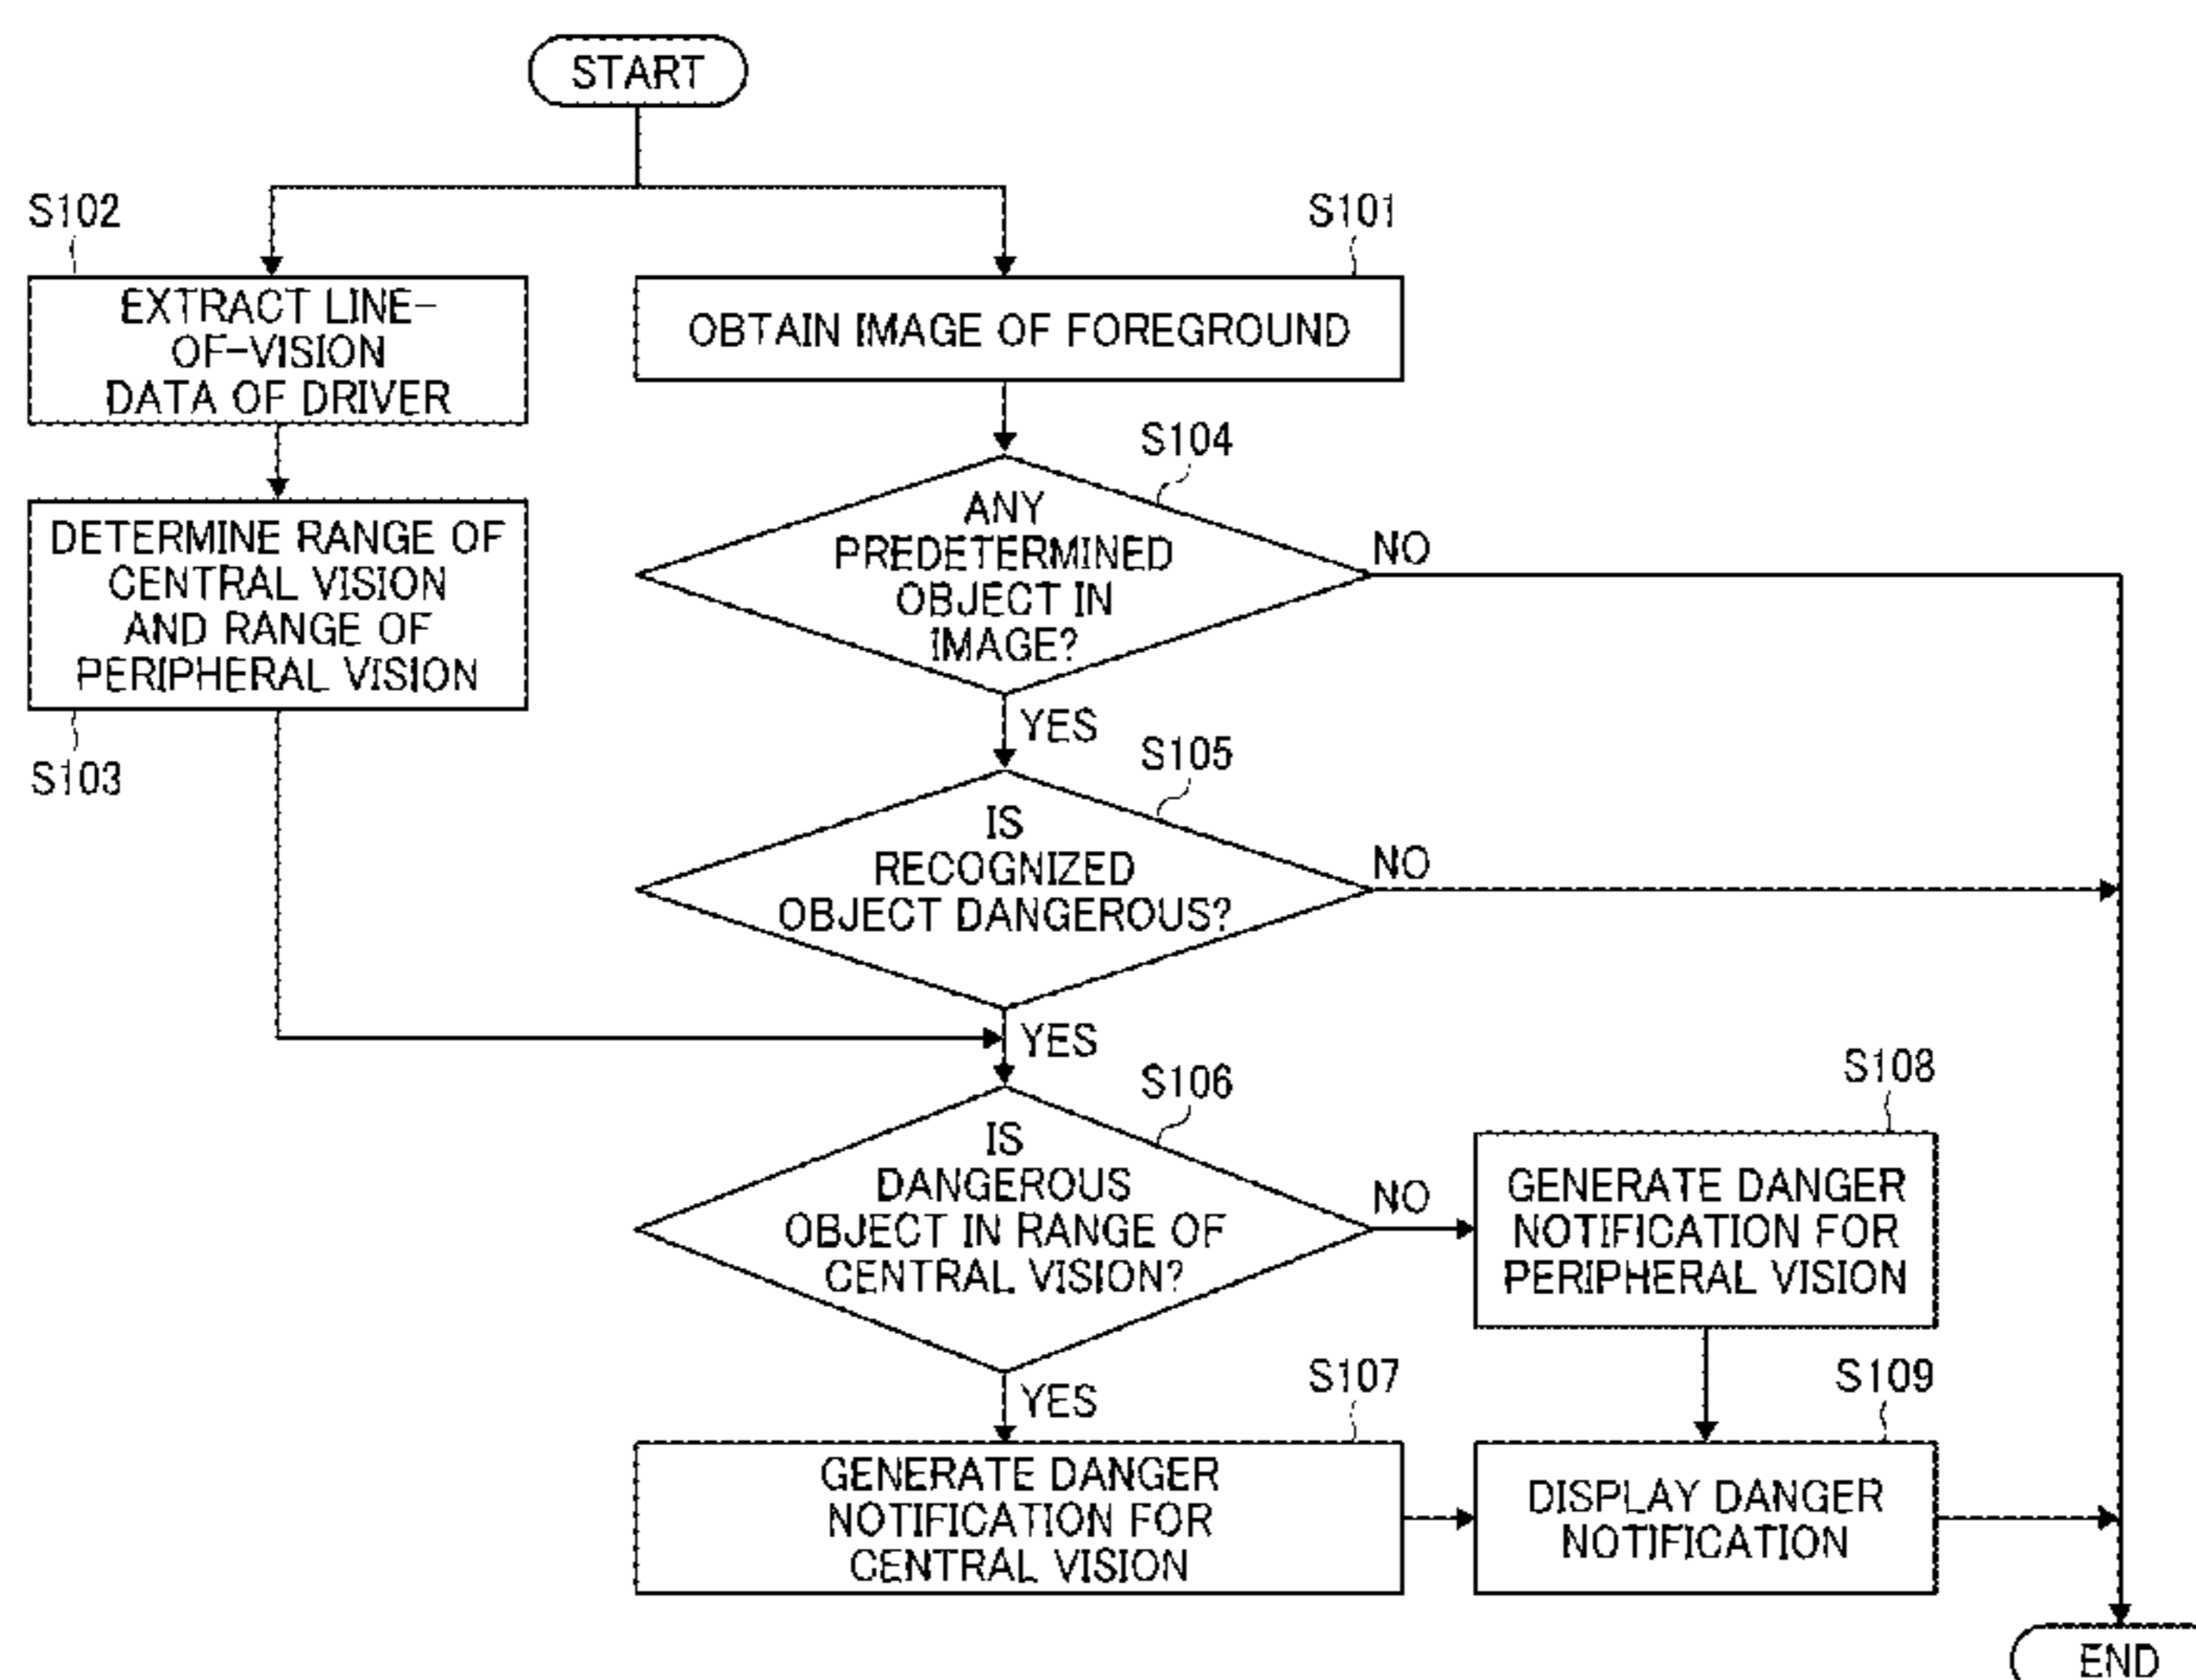 START
S102
S101
EXTRACT LINE-
OF-VISION
DATA OF DRIVER
OBTAIN IMAGE OF FOREGROUND
S104
DETERMINE RANGE OF
CENTRAL VISION
AND RANGE OF
PERIPHERAL VISION
S103
ANY
PREDETERMINED
OBJECT IN
IMAGE?
NO
YES
S105
IS
RECOGNIZED
OBJECT DANGEROUS?
NO
YES
S106
IS
DANGEROUS
OBJECT IN RANGE OF
CENTRAL VISION?
NO
S108
GENERATE DANGER
NOTIFICATION FOR
PERIPHERAL VISION
YES
S107
GENERATE DANGER
NOTIFICATION FOR
CENTRAL VISION
S109
DISPLAY DANGER
NOTIFICATION
END